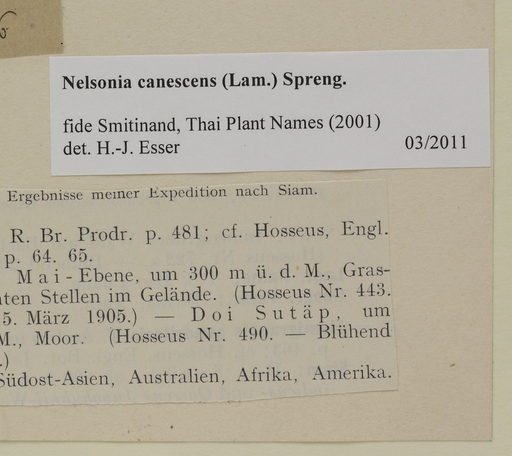 Nelsonia canescens (Lam.) Spreng.
fide Smitinand, Thai Plant Names (2001)
det. H.-J. Esser 03/2011
Ergebnisse meiner Expedition nach Siam.
R. Br. Prodr. p. 481; cf. Hosseus, Engl.
p. 64. 65.
Mai-Ebene, um 300 m ü. d. M., Gras-
nten Stellen im Gelände. (Hosseus Nr. 443.
5. März 1905.) — Doi Sutäp, um
M., Moor. (Hosseus Nr. 490. — Blühend
.)
Südost-Asien, Australien, Afrika, Amerika.